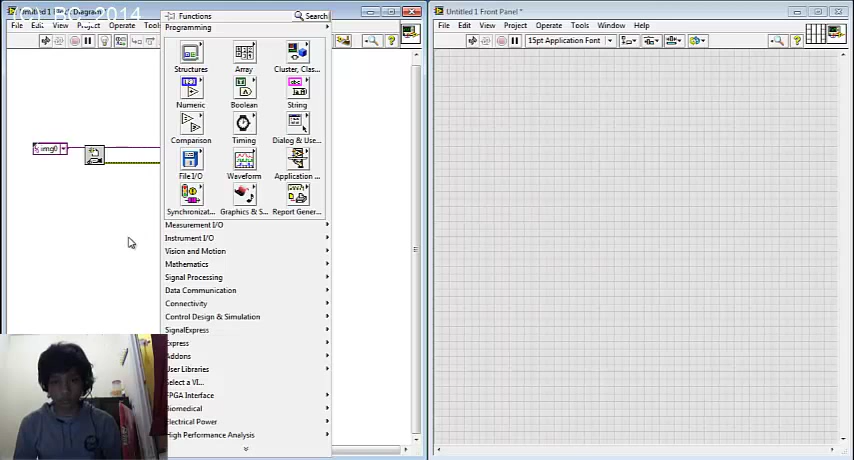 (C) BC 2014
Functions
Search
Untitled 1 Front Panel *
File Edit
Operate
File Edit View Project Operate Tools Window Help
15pt Application Font
Programming
Structures Array Cluster, Clas...
Numeric Boolean String
Comparison Timing Dialog & Use...
File I/O Waveform Application ...
Synchronizat... Graphics & S... Report Gener...
img0
Measurement I/O
Instrument I/O
Vision and Motion
Mathematics
Signal Processing
Data Communication
Connectivity
Control Design & Simulation
SignalExpress
Express
Addons
User Libraries
Select a VI...
FPGA Interface
Biomedical
Electrical Power
High Performance Analysis